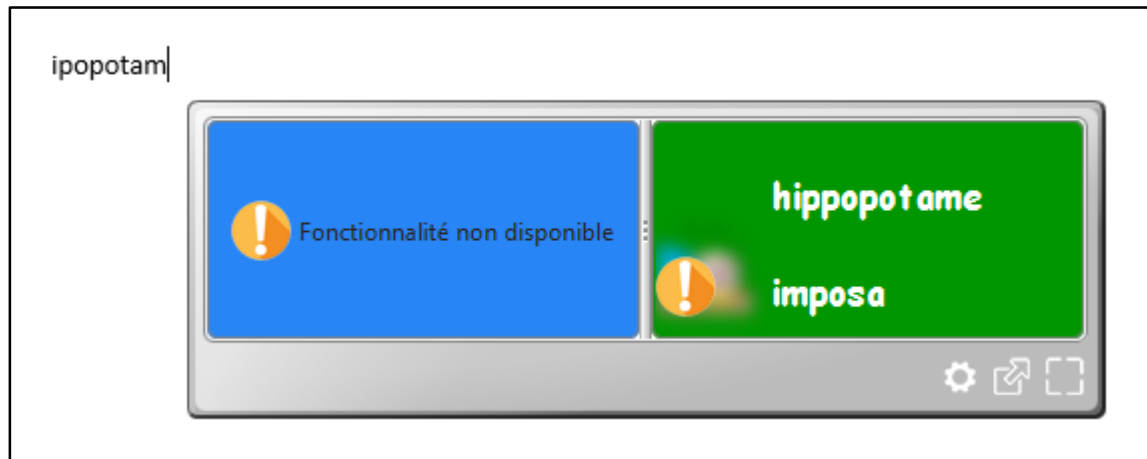 ipopotam
Fonctionnalité non disponible
hippopotame
imposa